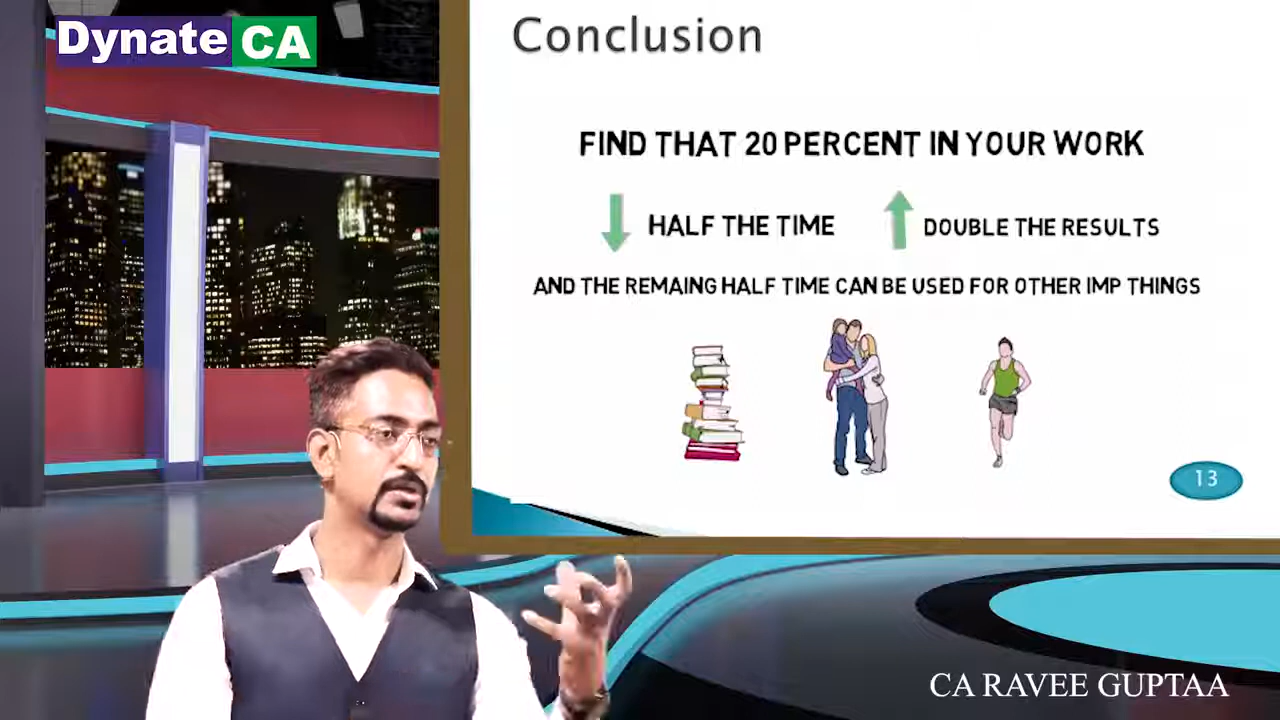 Dynate CA
Conclusion
FIND THAT 20 PERCENT IN YOUR WORK
HALF THE TIME
DOUBLE THE RESULTS
AND THE REMAING HALF TIME CAN BE USED FOR OTHER IMP THINGS
13
CA RAVEE GUPTAA